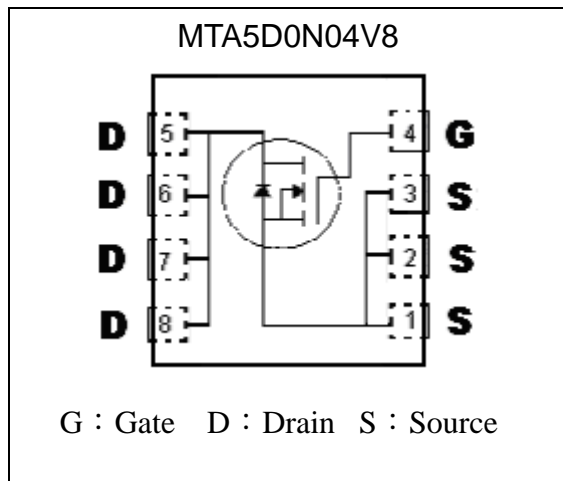 MTA5D0N04V8
D 5 4 G
D 6 3 S
D 7 2 S
D 8 1 S
G：Gate D：Drain S：Source